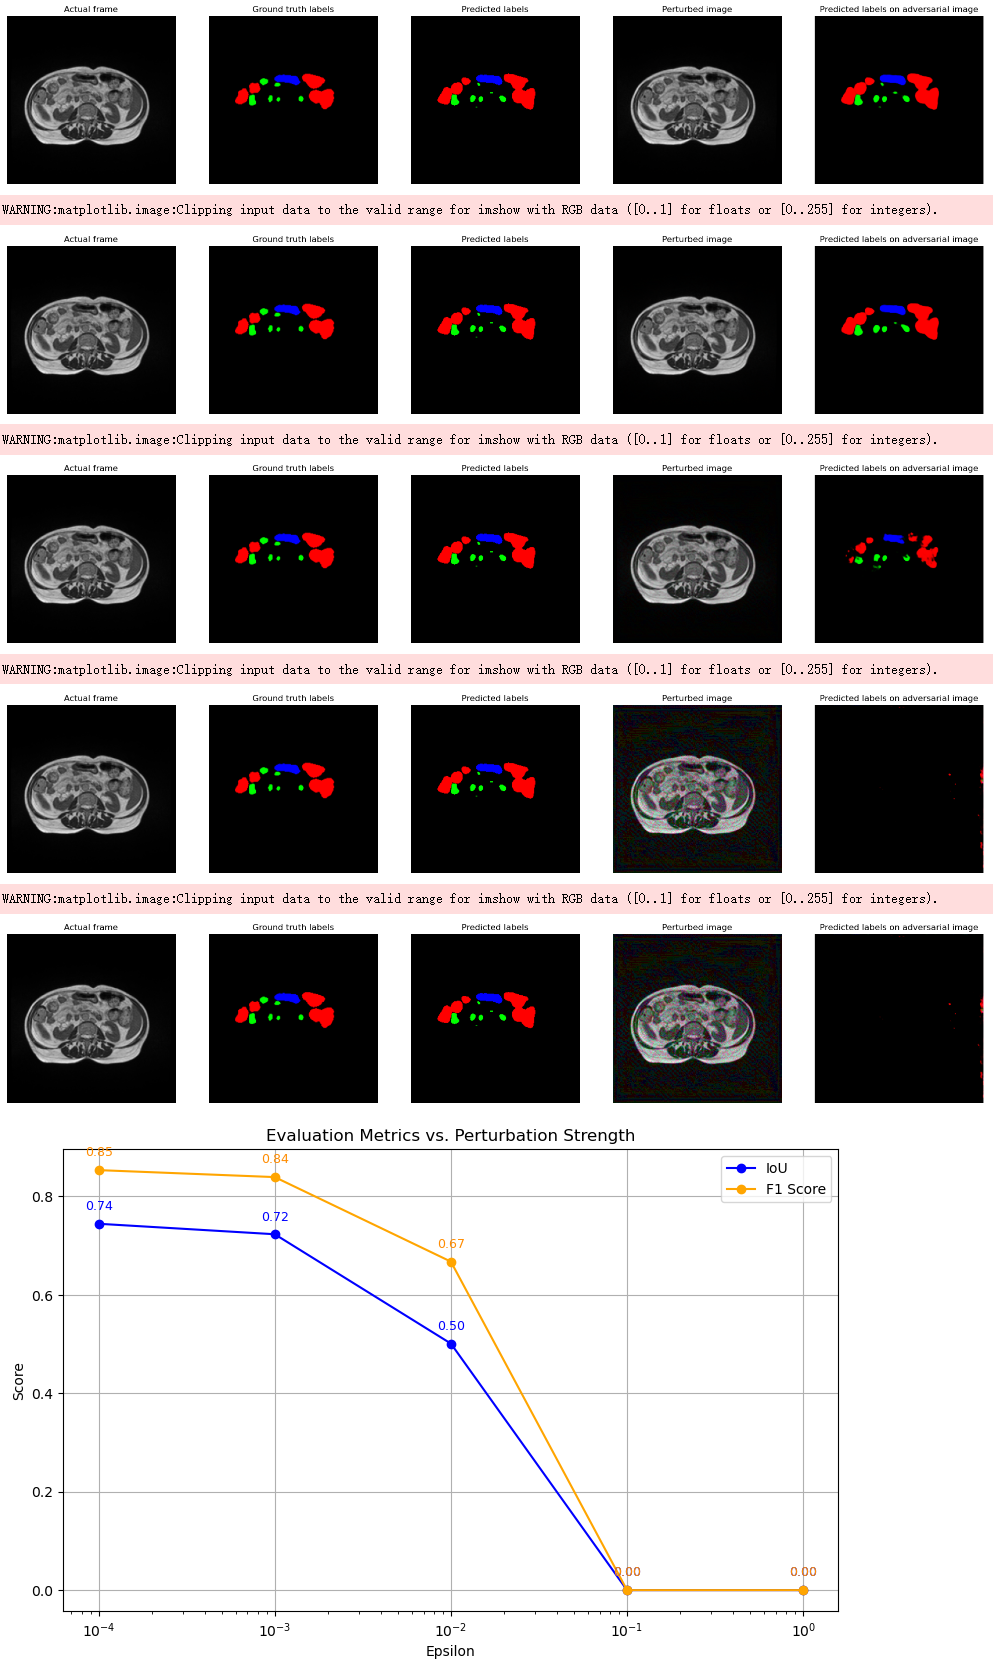 Actual frame Ground truth labels Predicted labels Perturbed image Predicted labels on adversarial image
WARNING:matplotlib.image:Clipping input data to the valid range for imshow with RGB data ([0..1] for floats or [0..255] for integers).
Actual frame Ground truth labels Predicted labels Perturbed image Predicted labels on adversarial image
WARNING:matplotlib.image:Clipping input data to the valid range for imshow with RGB data ([0..1] for floats or [0..255] for integers).
Actual frame Ground truth labels Predicted labels Perturbed image Predicted labels on adversarial image
WARNING:matplotlib.image:Clipping input data to the valid range for imshow with RGB data ([0..1] for floats or [0..255] for integers).
Actual frame Ground truth labels Predicted labels Perturbed image Predicted labels on adversarial image
WARNING:matplotlib.image:Clipping input data to the valid range for imshow with RGB data ([0..1] for floats or [0..255] for integers).
Actual frame Ground truth labels Predicted labels Perturbed image Predicted labels on adversarial image
Evaluation Metrics vs. Perturbation Strength
0.85
0.84
IoU
F1 Score
0.8
0.74
0.72
0.67
0.6
0.50
Score
0.4
0.2
0.00 0.00
0.0
10⁻⁴ 10⁻³ 10⁻² 10⁻¹ 10⁰
Epsilon